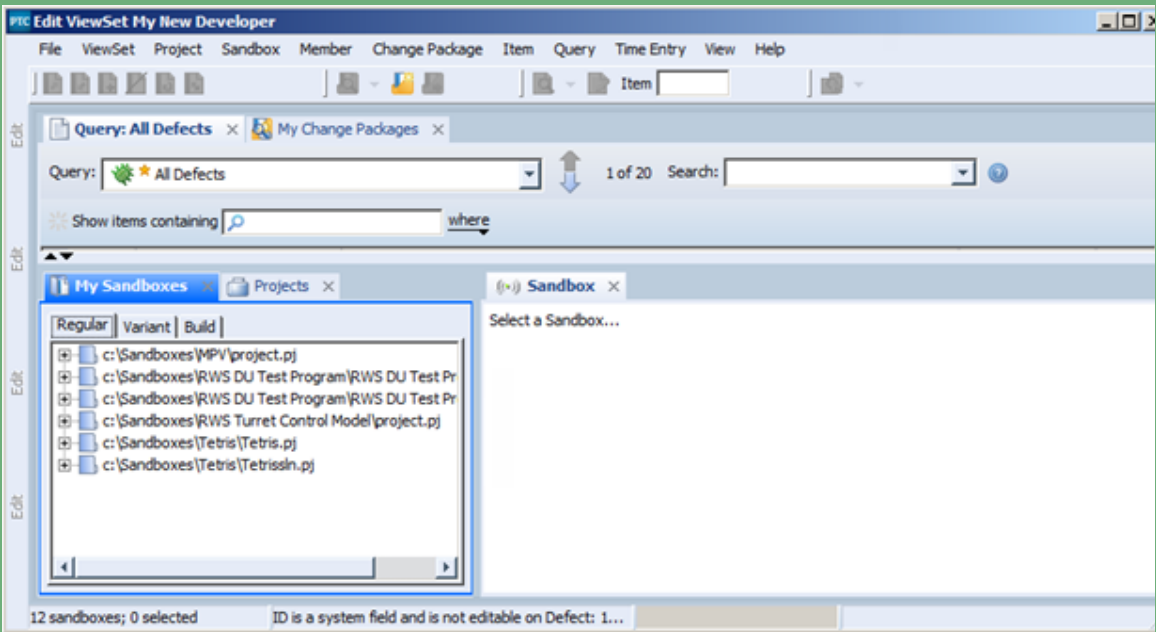 PTC Edit ViewSet My New Developer
File ViewSet Project Sandbox Member Change Package Item Query Time Entry View Help
Item
Edit
Query: All Defects My Change Packages
Query: All Defects 1 of 20 Search:
Show items containing where
Edit
My Sandboxes Projects
Sandbox
Regular Variant Build
Select a Sandbox...
c:\Sandboxes\MPV\project.pj
c:\Sandboxes\RWS DU Test Program\RWS DU Test Pr
Edit
c:\Sandboxes\RWS DU Test Program\RWS DU Test Pr
c:\Sandboxes\RWS Turret Control Model\project.pj
c:\Sandboxes\Tetris\Tetris.pj
c:\Sandboxes\Tetris\Tetrissln.pj
Edit
12 sandboxes; 0 selected
ID is a system field and is not editable on Defect: 1...